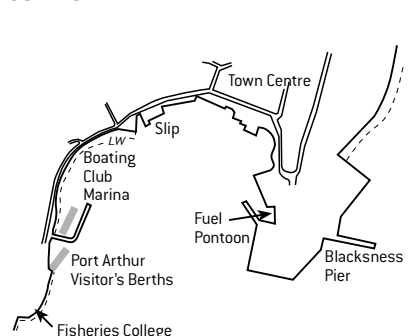 Town Centre
Slip
LW
Boating
Club
Marina
Fuel
Pontoon
Blacksness
Pier
Port Arthur
Visitor's Berths
Fisheries College